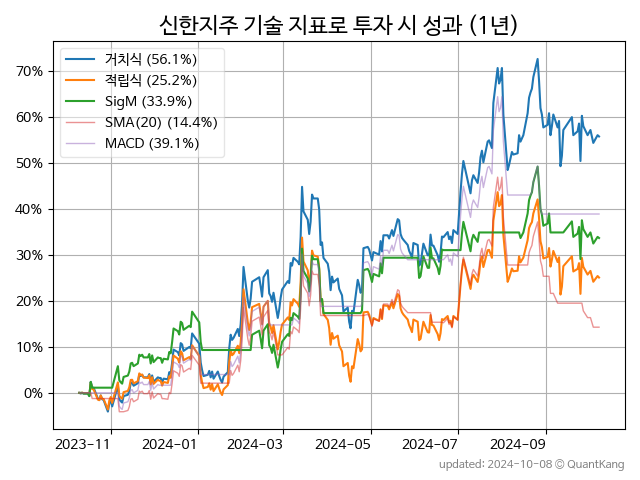 신한지주 기술 지표로 투자 시 성과 (1년)
거치식 (56.1%)
적립식 (25.2%)
SigM (33.9%)
SMA(20) (14.4%)
MACD (39.1%)
70%
60%
50%
40%
30%
20%
10%
0%
2023-11 2024-01 2024-03 2024-05 2024-07 2024-09
updated: 2024-10-08 © QuantKang